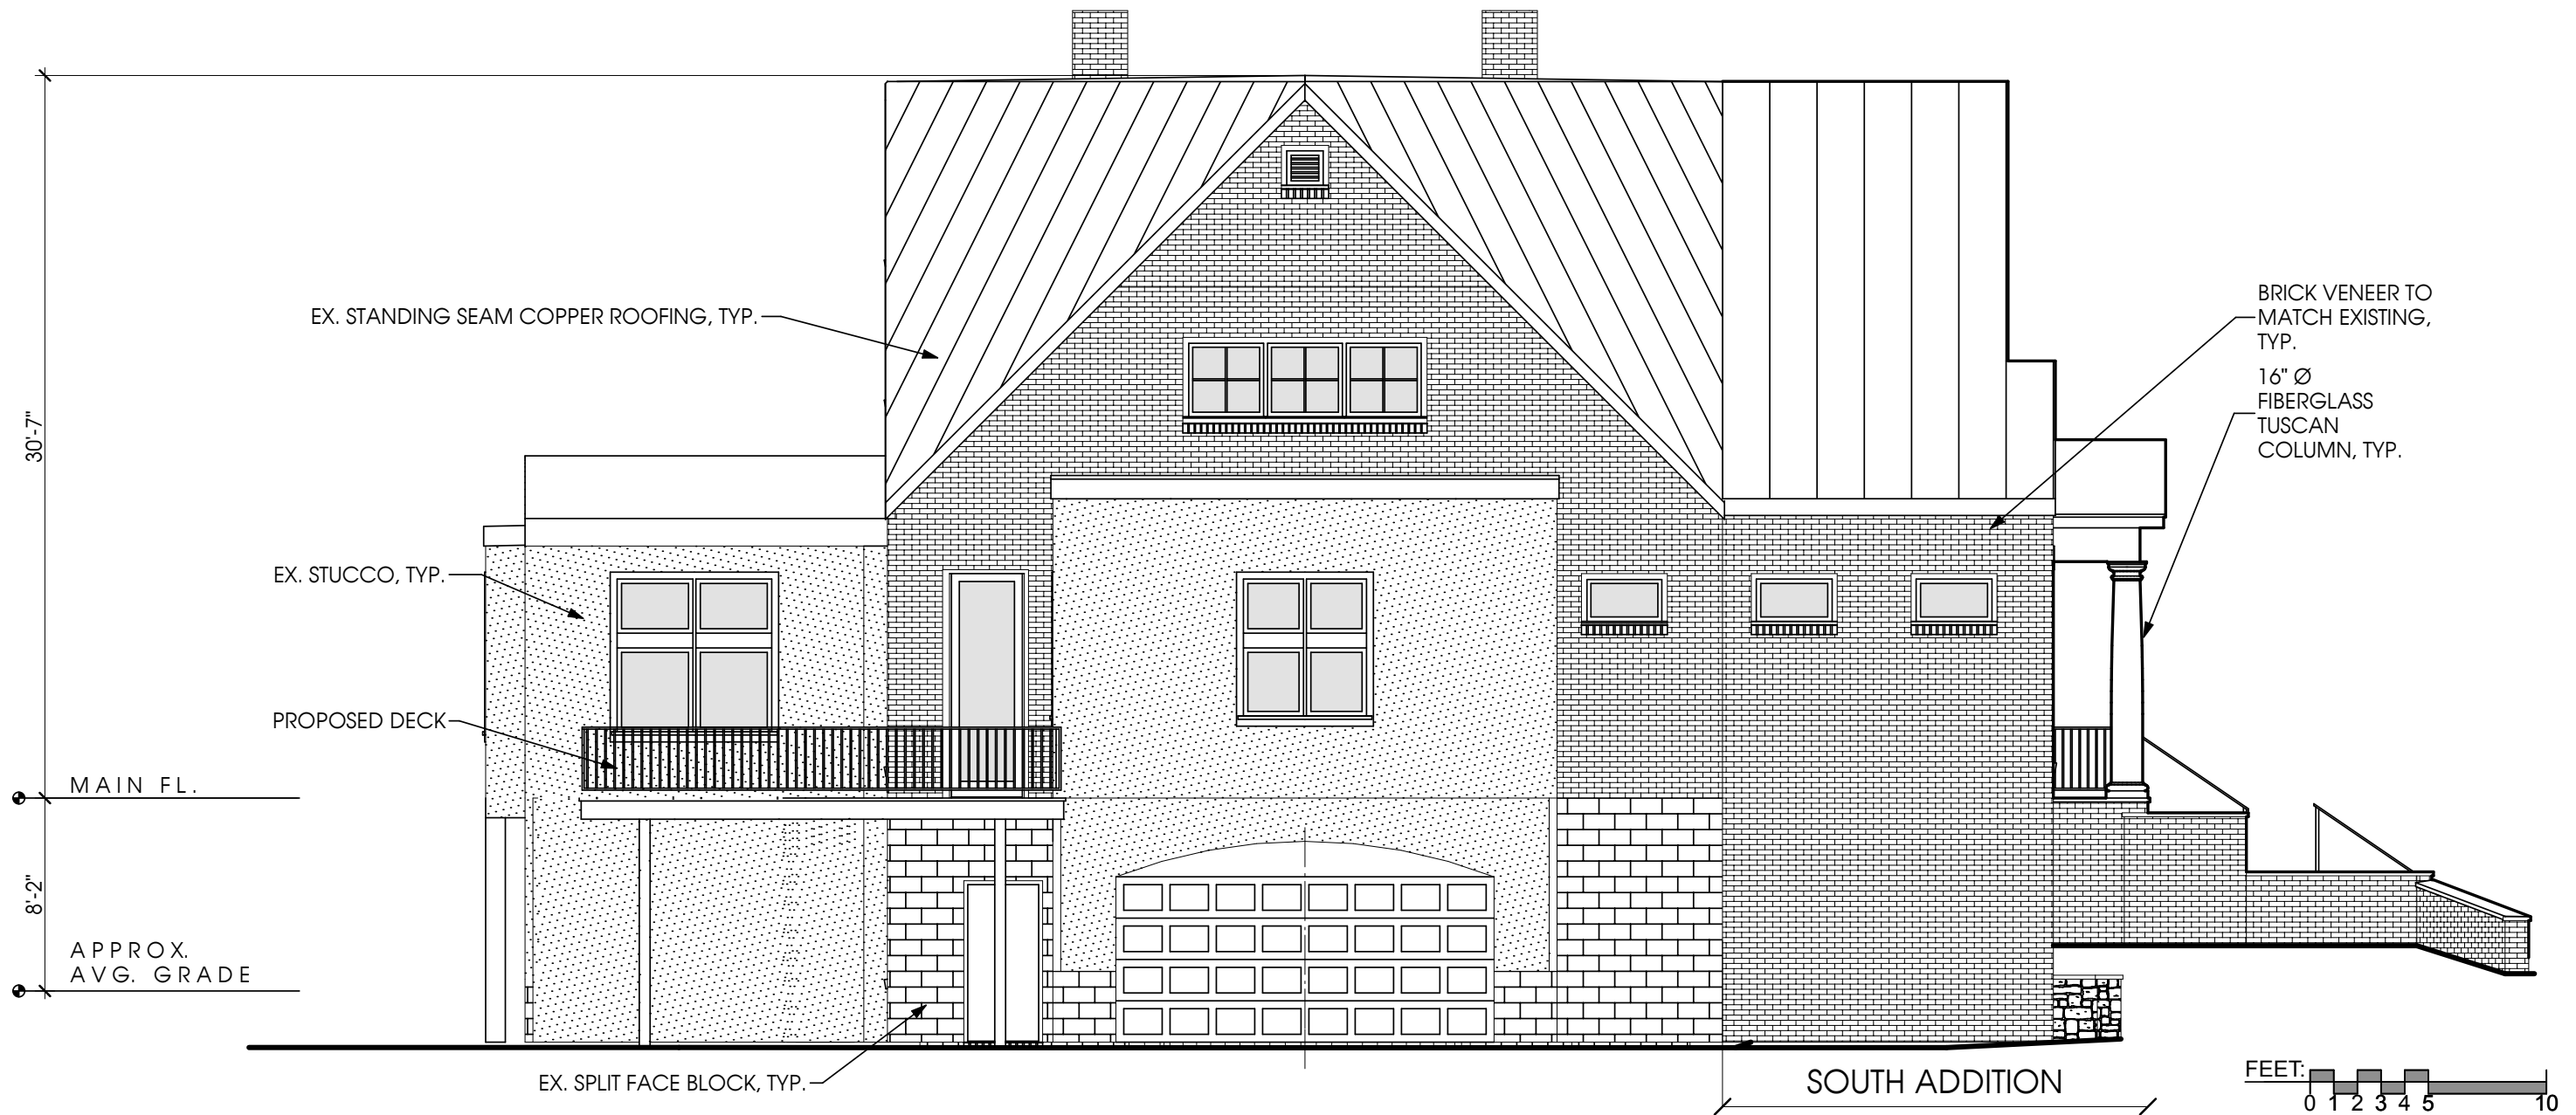 30'-7"
EX. STANDING SEAM COPPER ROOFING, TYP.
BRICK VENEER TO
MATCH EXISTING,
TYP.
16" Ø
FIBERGLASS
TUSCAN
COLUMN, TYP.
EX. STUCCO, TYP.
PROPOSED DECK
MAIN FL.
8'-2"
APPROX.
AVG. GRADE
EX. SPLIT FACE BLOCK, TYP.
SOUTH ADDITION
FEET:
0 1 2 3 4 5 10